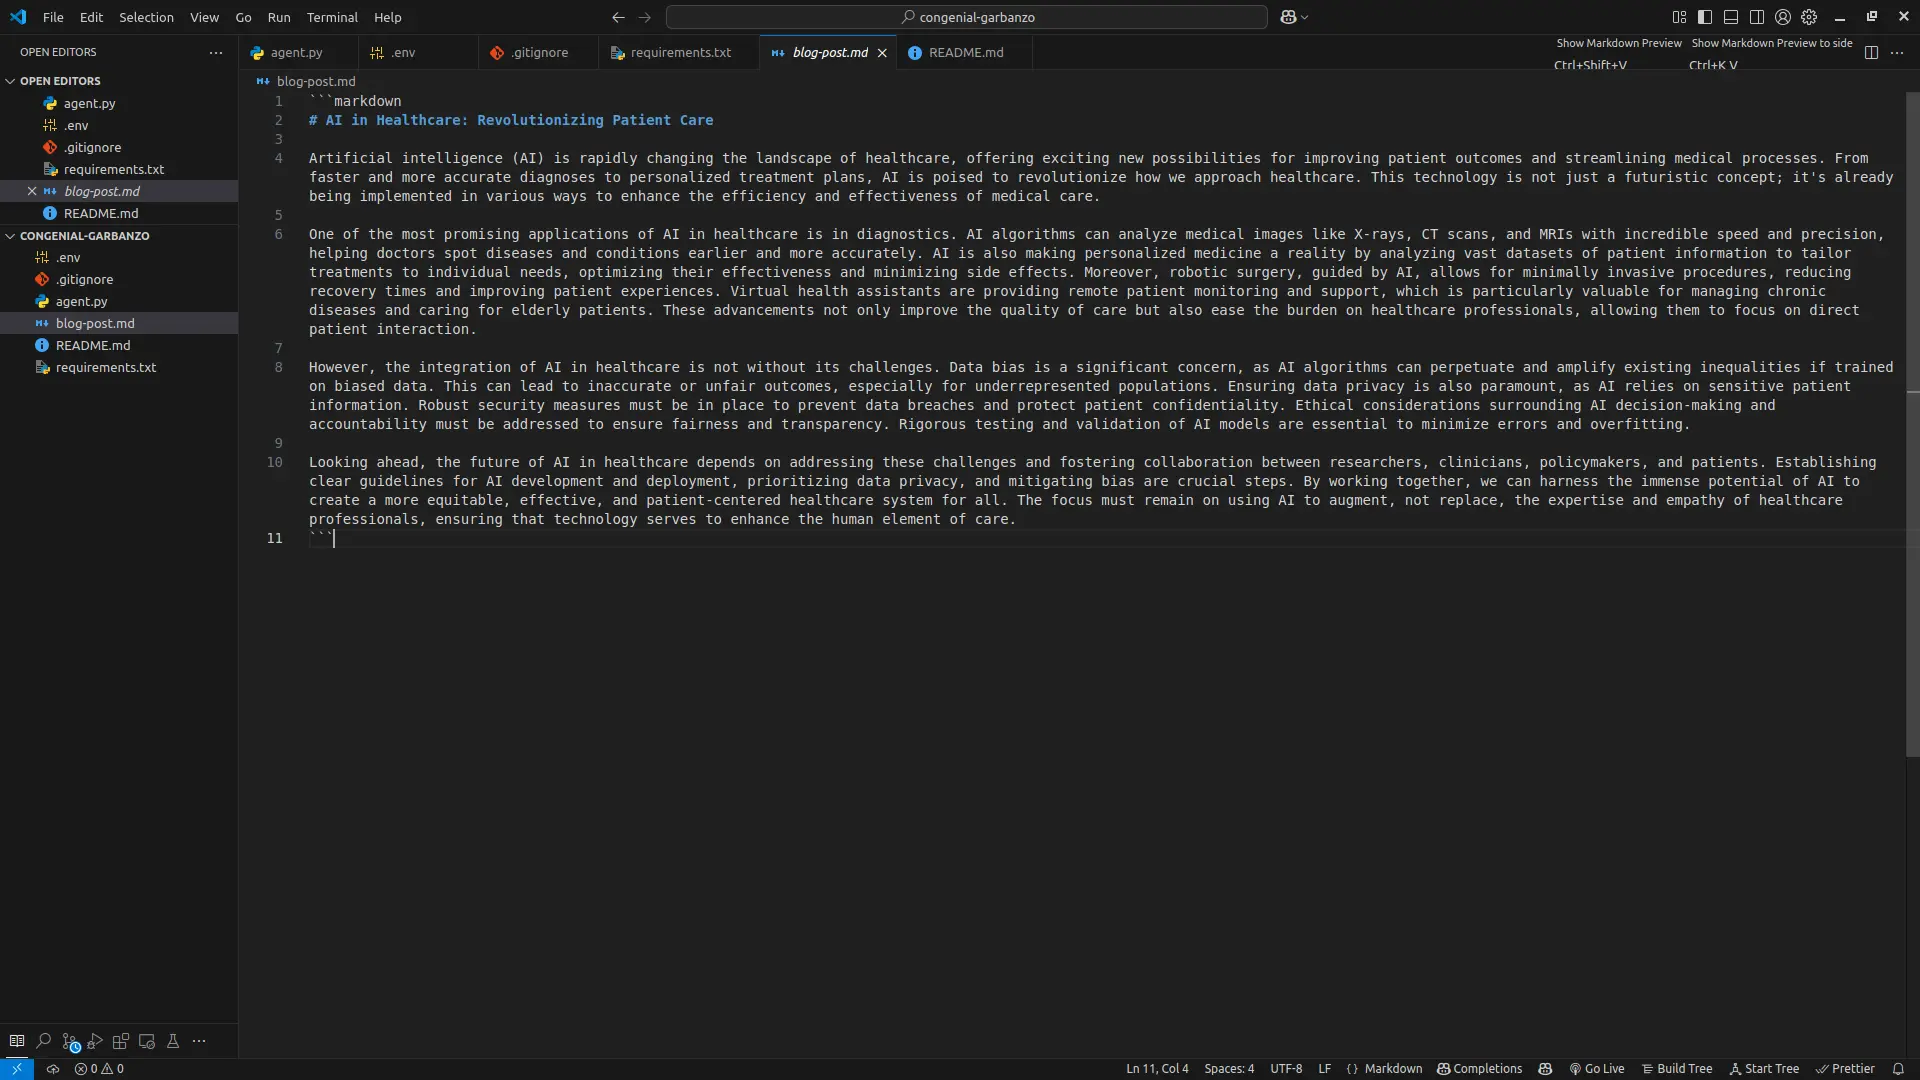 File Edit Selection View Go Run Terminal Help
congenial-garbanzo
OPEN EDITORS
agent.py
.env
.gitignore
requirements.txt
blog-post.md
README.md
Show Markdown Preview
Ctrl+Shift+V
Show Markdown Preview to side
Ctrl+K V
OPEN EDITORS
agent.py
.env
.gitignore
requirements.txt
blog-post.md
README.md
CONGENIAL-GARBANZO
.env
.gitignore
agent.py
blog-post.md
README.md
requirements.txt
blog-post.md
1 ```markdown
2 # AI in Healthcare: Revolutionizing Patient Care
3
4 Artificial intelligence (AI) is rapidly changing the landscape of healthcare, offering exciting new possibilities for improving patient outcomes and streamlining medical processes. From
faster and more accurate diagnoses to personalized treatment plans, AI is poised to revolutionize how we approach healthcare. This technology is not just a futuristic concept; it's already
being implemented in various ways to enhance the efficiency and effectiveness of medical care.
5
6 One of the most promising applications of AI in healthcare is in diagnostics. AI algorithms can analyze medical images like X-rays, CT scans, and MRIs with incredible speed and precision,
helping doctors spot diseases and conditions earlier and more accurately. AI is also making personalized medicine a reality by analyzing vast datasets of patient information to tailor
treatments to individual needs, optimizing their effectiveness and minimizing side effects. Moreover, robotic surgery, guided by AI, allows for minimally invasive procedures, reducing
recovery times and improving patient experiences. Virtual health assistants are providing remote patient monitoring and support, which is particularly valuable for managing chronic
diseases and caring for elderly patients. These advancements not only improve the quality of care but also ease the burden on healthcare professionals, allowing them to focus on direct
patient interaction.
7
8 However, the integration of AI in healthcare is not without its challenges. Data bias is a significant concern, as AI algorithms can perpetuate and amplify existing inequalities if trained
on biased data. This can lead to inaccurate or unfair outcomes, especially for underrepresented populations. Ensuring data privacy is also paramount, as AI relies on sensitive patient
information. Robust security measures must be in place to prevent data breaches and protect patient confidentiality. Ethical considerations surrounding AI decision-making and
accountability must be addressed to ensure fairness and transparency. Rigorous testing and validation of AI models are essential to minimize errors and overfitting.
9
10 Looking ahead, the future of AI in healthcare depends on addressing these challenges and fostering collaboration between researchers, clinicians, policymakers, and patients. Establishing
clear guidelines for AI development and deployment, prioritizing data privacy, and mitigating bias are crucial steps. By working together, we can harness the immense potential of AI to
create a more equitable, effective, and patient-centered healthcare system for all. The focus must remain on using AI to augment, not replace, the expertise and empathy of healthcare
professionals, ensuring that technology serves to enhance the human element of care.
11 ```
0 0
Ln 11, Col 4 Spaces: 4 UTF-8 LF {} Markdown Completions Go Live Build Tree Start Tree Prettier